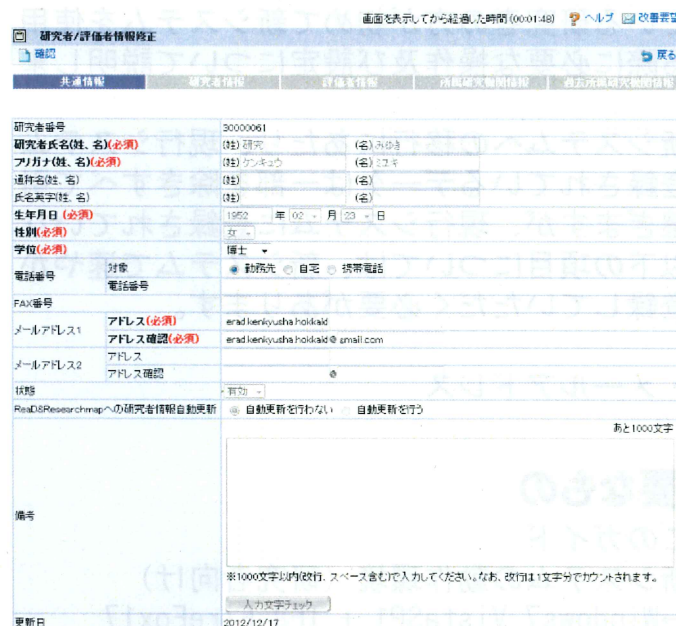 画面を表示してから経過した時間(00:01:48) ヘルプ 改善要望
研究者/評価者情報修正
確認 戻る
共通情報 研究者情報 評価者情報 所属研究機関情報 過去所属研究機関情報
研究者番号 30000061
研究者氏名(姓、名)(必須) (姓) 研究 (名) みゆき
フリガナ(姓、名)(必須) (姓) ケンキュウ (名) ミユキ
通称名(姓、名) (姓) (名)
氏名英字(姓、名) (姓) (名)
生年月日 (必須) 1952 年 02 月 23 日
性別(必須) 女
学位(必須) 博士
電話番号 対象 勤務先 自宅 携帯電話
電話番号
FAX番号
メールアドレス1 アドレス(必須) erad.kenkyusha.hokkaid
アドレス確認(必須) erad.kenkyusha.hokkaid@gmail.com
メールアドレス2 アドレス
アドレス確認 @
状態 有効
ReaD&Researchmapへの研究者情報自動更新 自動更新を行わない 自動更新を行う
あと1000文字
備考
※1000文字以内(改行、スペース含む)で入力してください。なお、改行は1文字分でカウントされます。
入力文字チェック
更新日 2012/12/17